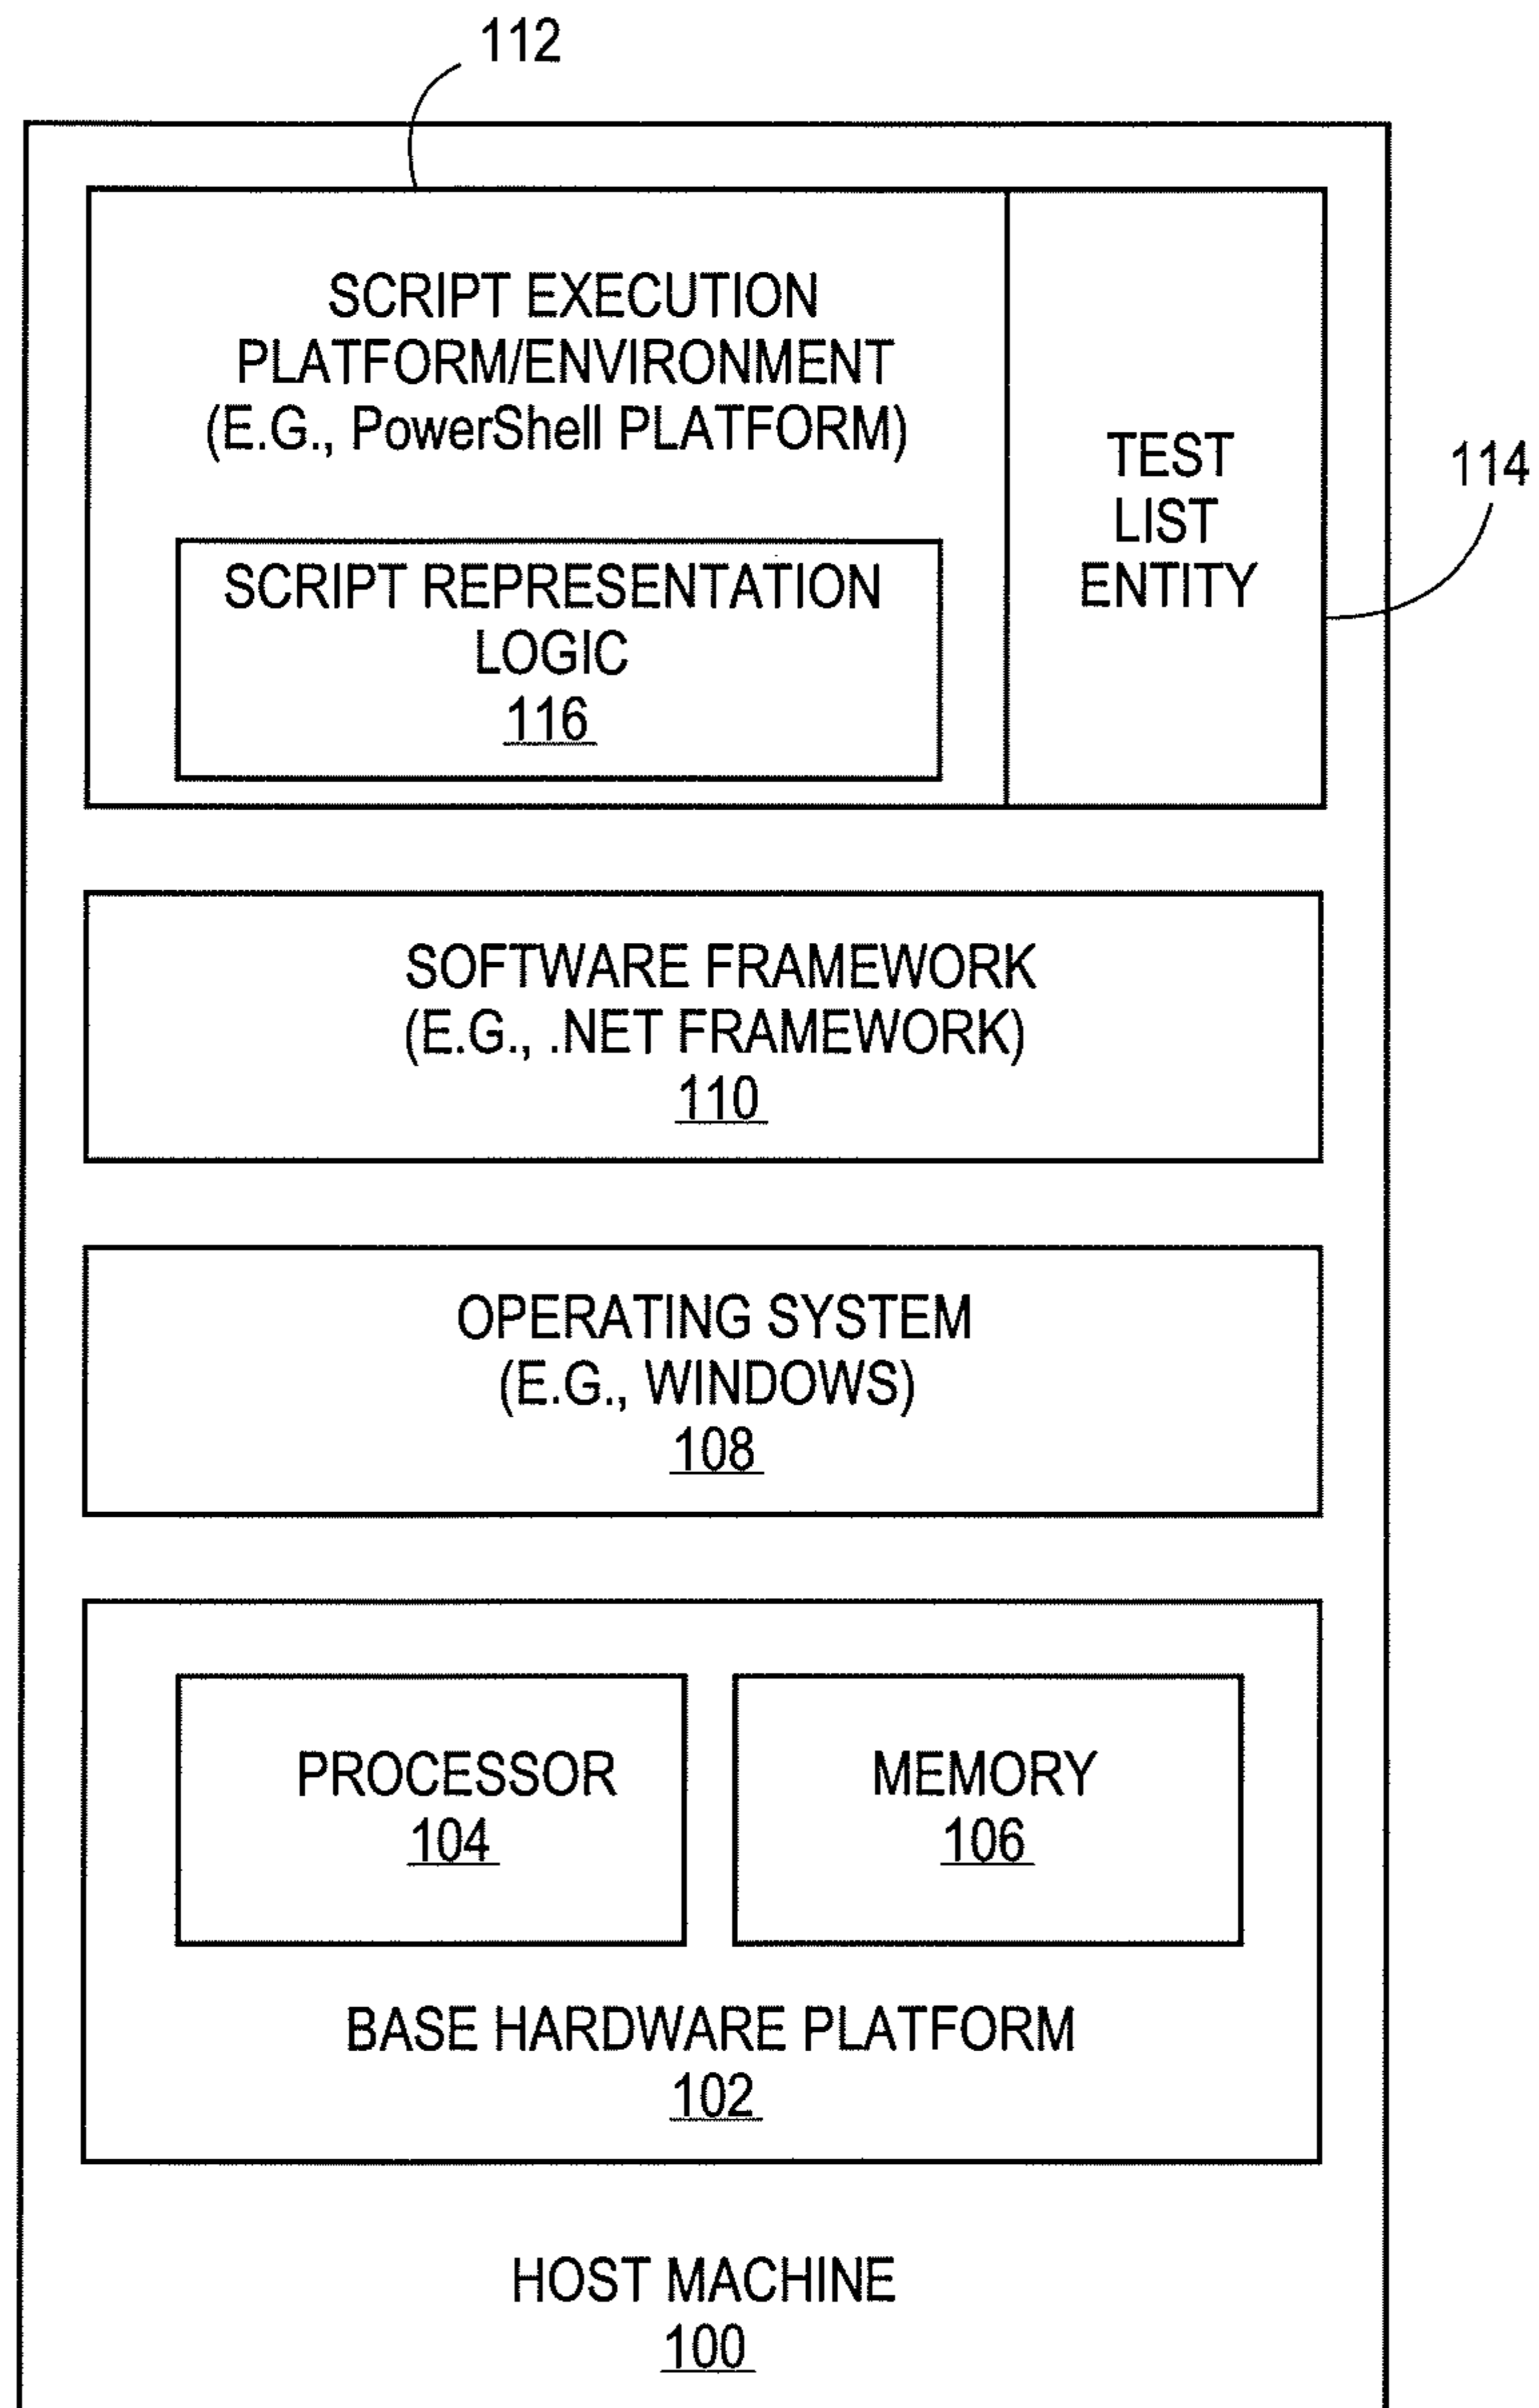 112
SCRIPT EXECUTION
PLATFORM/ENVIRONMENT
(E.G., PowerShell PLATFORM)
TEST
LIST
ENTITY
114
SCRIPT REPRESENTATION
LOGIC
116
SOFTWARE FRAMEWORK
(E.G., .NET FRAMEWORK)
110
OPERATING SYSTEM
(E.G., WINDOWS)
108
PROCESSOR
104
MEMORY
106
BASE HARDWARE PLATFORM
102
HOST MACHINE
100